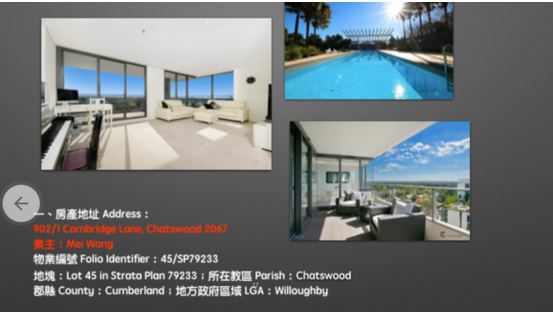 一、房產地址 Address：
902/1 Cambridge Lane, Chatswood 2067
業主：Mei Wang
物業編號 Folio Identifier：45/SP79233
地塊：Lot 45 in Strata Plan 79233；所在教區 Parish：Chatswood
郡縣 County：Cumberland；地方政府區域 LGA：Willoughby